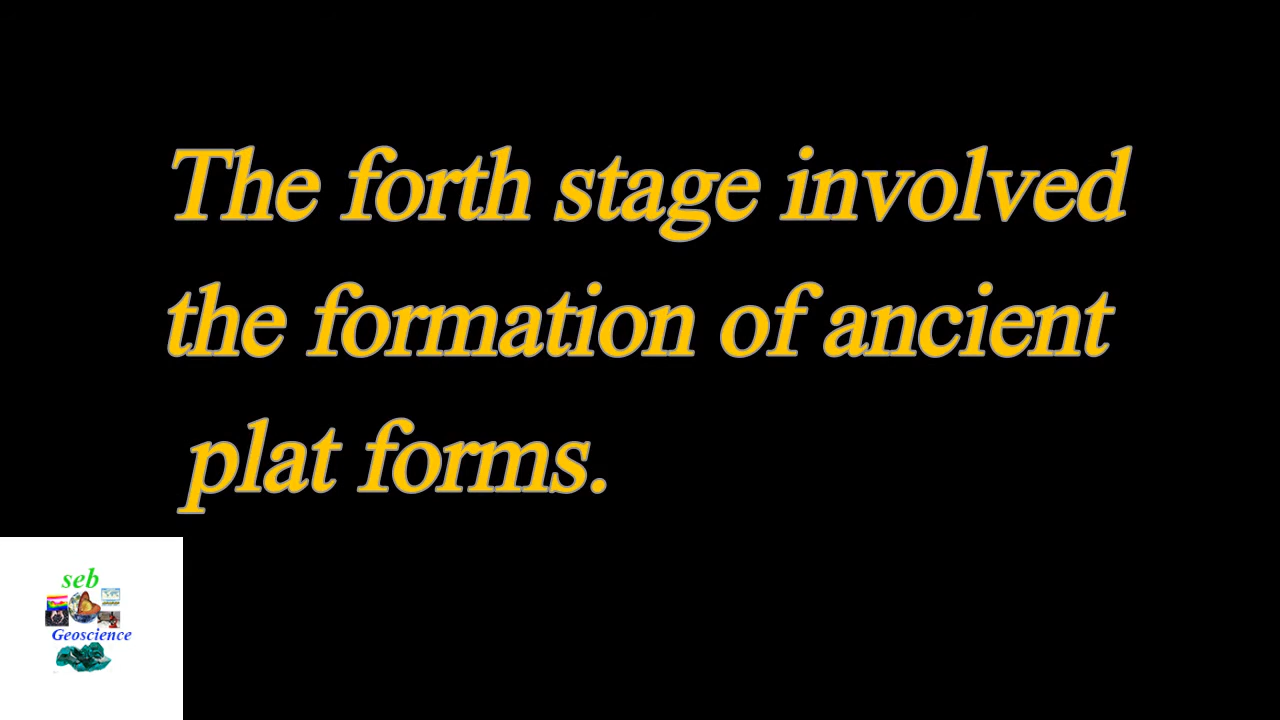 The forth stage involved
the formation of ancient
plat forms.
seb
Geoscience